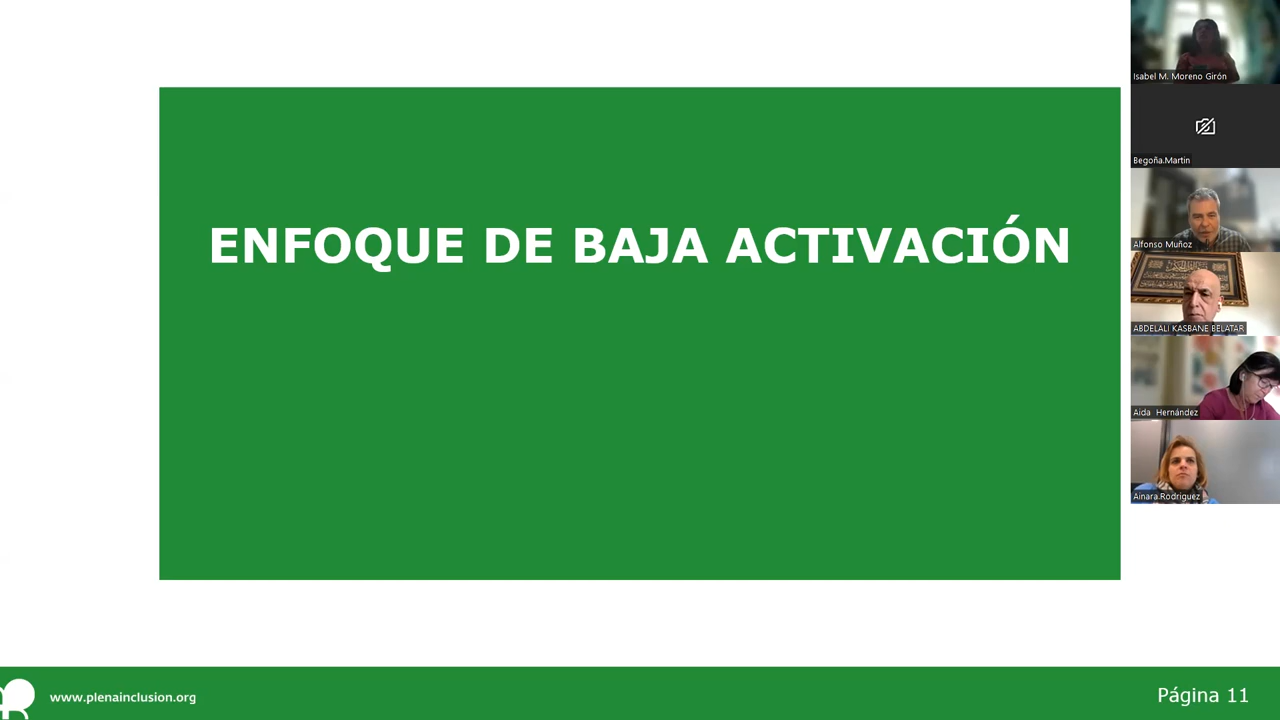 ENFOQUE DE BAJA ACTIVACIÓN
Isabel M. Moreno Girón
Begoña.Martin
Alfonso Muñoz
ABDELALI KASBANE BELATAR
Aida Hernández
Ainara.Rodriguez
www.plenainclusion.org
Página 11